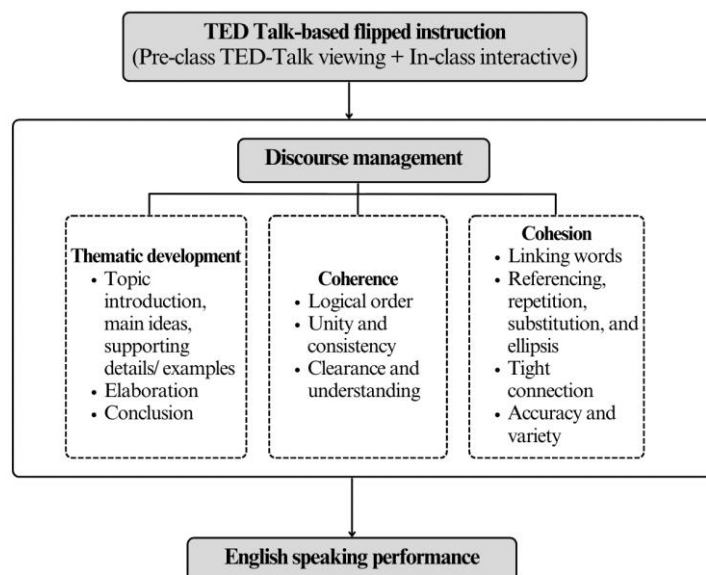 TED Talk-based flipped instruction
(Pre-class TED-Talk viewing + In-class interactive)
Discourse management
Thematic development
• Topic
introduction,
main ideas,
supporting
details/ examples
• Elaboration
• Conclusion
Coherence
• Logical order
• Unity and
consistency
• Clearance and
understanding
Cohesion
• Linking words
• Referencing,
repetition,
substitution, and
ellipsis
• Tight
connection
• Accuracy and
variety
English speaking performance